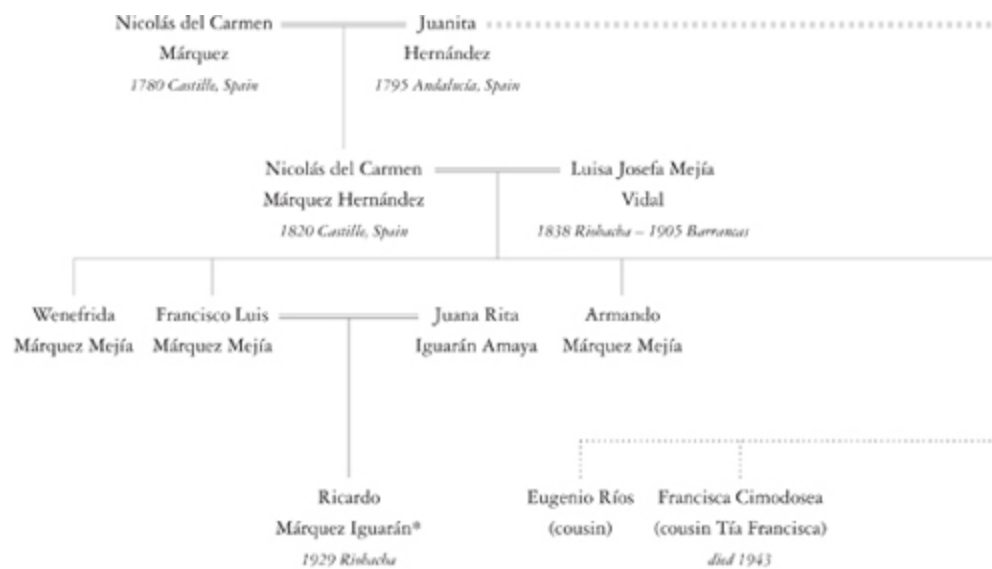 Nicolás del Carmen
Márquez
1780 Castille, Spain
Juanita
Hernández
1795 Andalucía, Spain
Nicolás del Carmen
Márquez Hernández
1820 Castille, Spain
Luisa Josefa Mejía
Vidal
1838 Riohacha – 1905 Barrancas
Wenefrida
Márquez Mejía
Francisco Luis
Márquez Mejía
Juana Rita
Iguarán Amaya
Armando
Márquez Mejía
Ricardo
Márquez Iguarán*
1929 Riohacha
Eugenio Ríos
(cousin)
Francisca Cimodosea
(cousin Tía Francisca)
died 1943